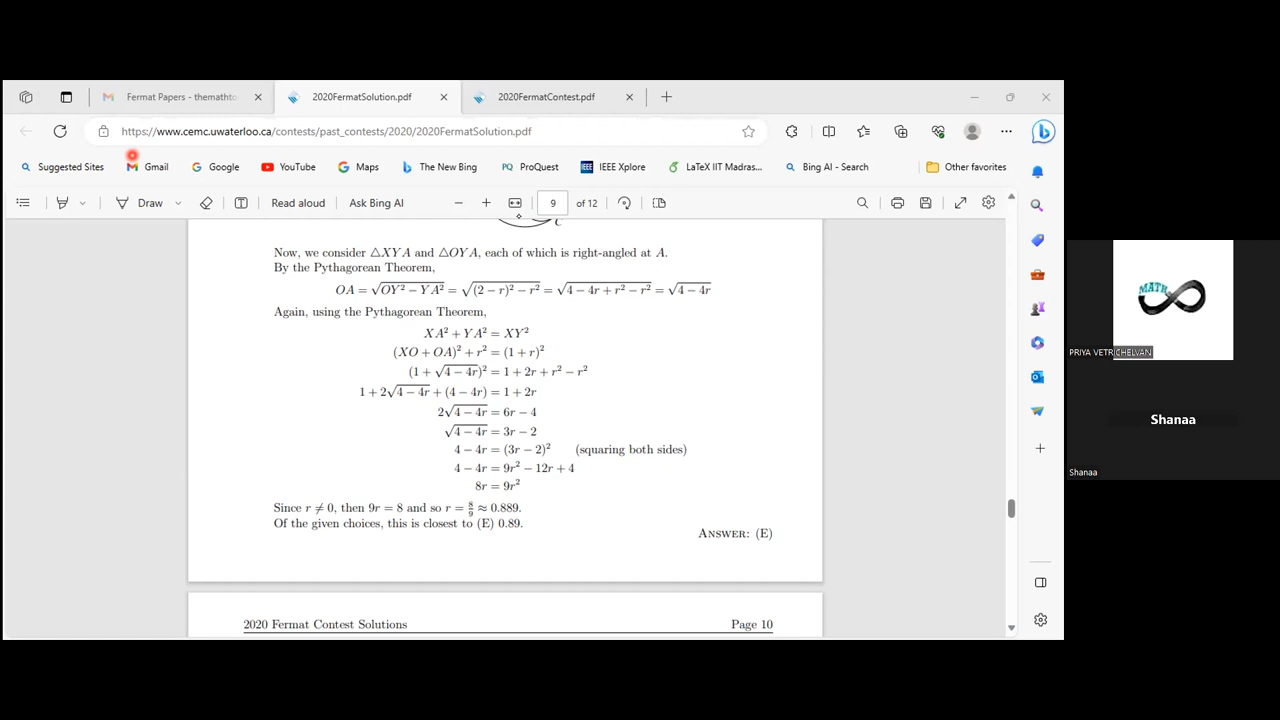 Fermat Papers - themathto
2020FermatSolution.pdf
2020FermatContest.pdf
https://www.cemc.uwaterloo.ca/contests/past_contests/2020/2020FermatSolution.pdf
Suggested Sites
Gmail
Google
YouTube
Maps
The New Bing
PQ ProQuest
IEEE IEEE Xplore
LaTeX IIT Madras...
Bing AI - Search
Other favorites
Draw
Read aloud
Ask Bing AI
9 of 12
C
Now, we consider △XYA and △OYA, each of which is right-angled at A.
By the Pythagorean Theorem,
OA = √(OY² − YA²) = √((2 − r)² − r²) = √(4 − 4r + r² − r²) = √(4 − 4r)
Again, using the Pythagorean Theorem,
XA² + YA² = XY²
(XO + OA)² + r² = (1 + r)²
(1 + √(4 − 4r))² = 1 + 2r + r² − r²
1 + 2√(4 − 4r) + (4 − 4r) = 1 + 2r
2√(4 − 4r) = 6r − 4
√(4 − 4r) = 3r − 2
4 − 4r = (3r − 2)² (squaring both sides)
4 − 4r = 9r² − 12r + 4
8r = 9r²
Since r ≠ 0, then 9r = 8 and so r = 8/9 ≈ 0.889.
Of the given choices, this is closest to (E) 0.89.
ANSWER: (E)
2020 Fermat Contest Solutions Page 10
MATH
PRIYA VETRICHELVAN
Shanaa
Shanaa